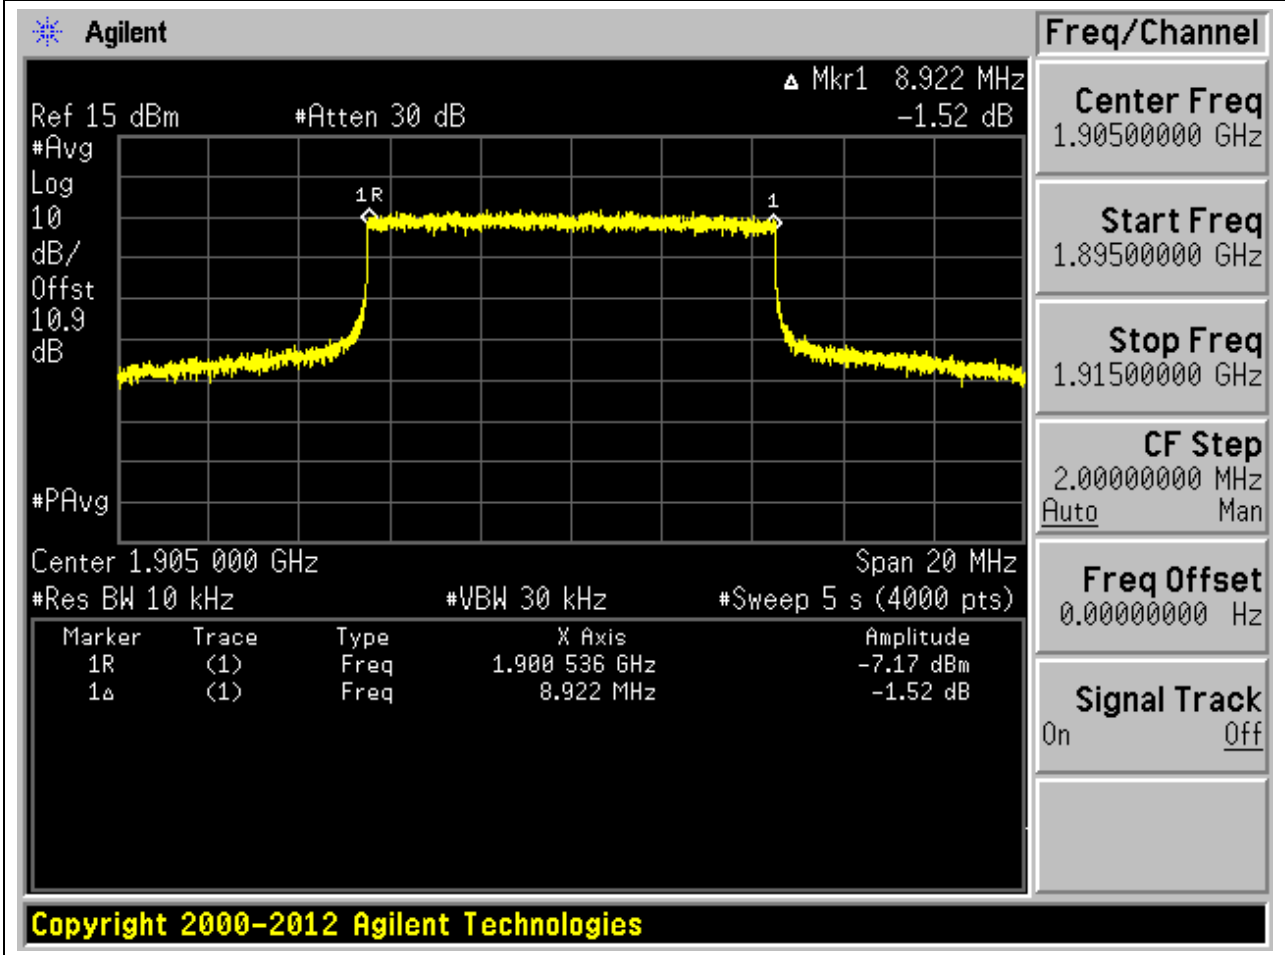 Agilent
Freq/Channel
Δ Mkr1 8.922 MHz
Ref 15 dBm #Atten 30 dB -1.52 dB
#Avg
Log
10
dB/
Offst
10.9
dB
#PAvg
1R
1
Center 1.905 000 GHz Span 20 MHz
#Res BW 10 kHz #VBW 30 kHz #Sweep 5 s (4000 pts)
Marker Trace Type X Axis Amplitude
1R (1) Freq 1.900 536 GHz -7.17 dBm
1Δ (1) Freq 8.922 MHz -1.52 dB
Center Freq
1.90500000 GHz
Start Freq
1.89500000 GHz
Stop Freq
1.91500000 GHz
CF Step
2.00000000 MHz
Auto Man
Freq Offset
0.00000000 Hz
Signal Track
On Off
Copyright 2000-2012 Agilent Technologies